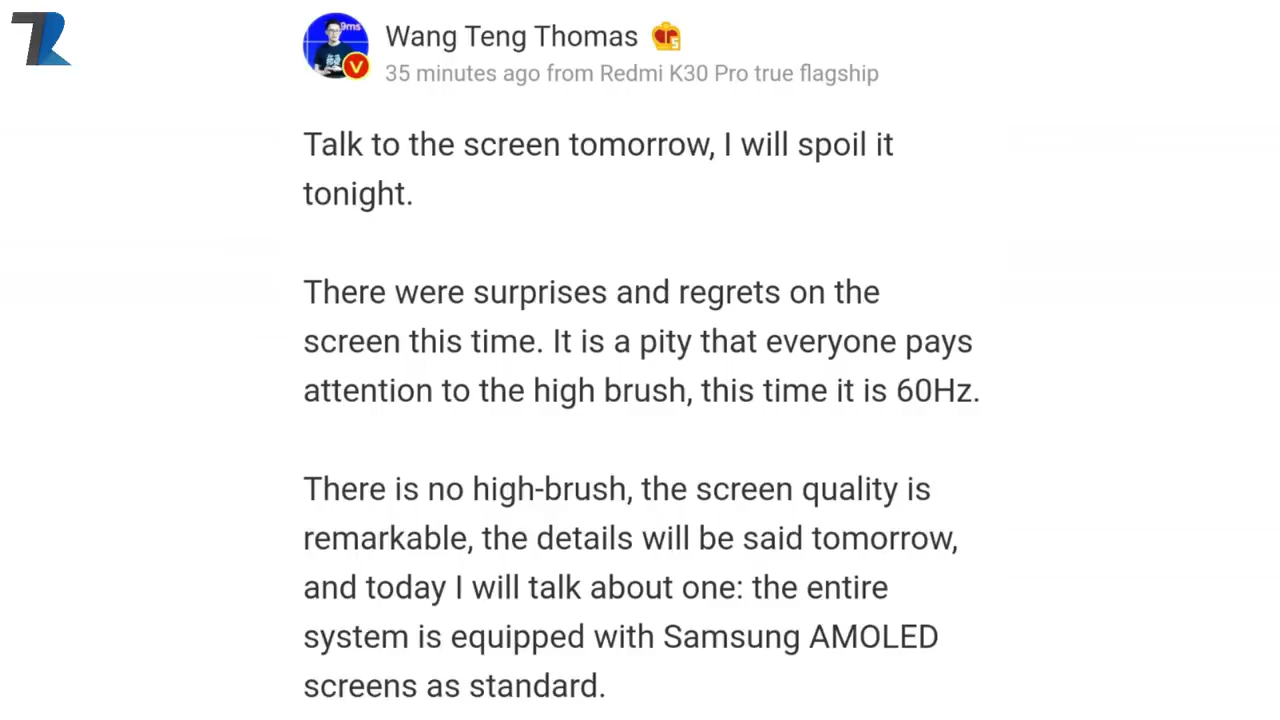 Wang Teng Thomas
35 minutes ago from Redmi K30 Pro true flagship
Talk to the screen tomorrow, I will spoil it
tonight.
There were surprises and regrets on the
screen this time. It is a pity that everyone pays
attention to the high brush, this time it is 60Hz.
There is no high-brush, the screen quality is
remarkable, the details will be said tomorrow,
and today I will talk about one: the entire
system is equipped with Samsung AMOLED
screens as standard.